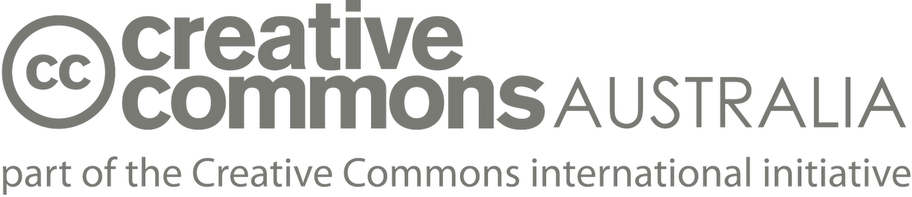 cc creative
commons AUSTRALIA
part of the Creative Commons international initiative